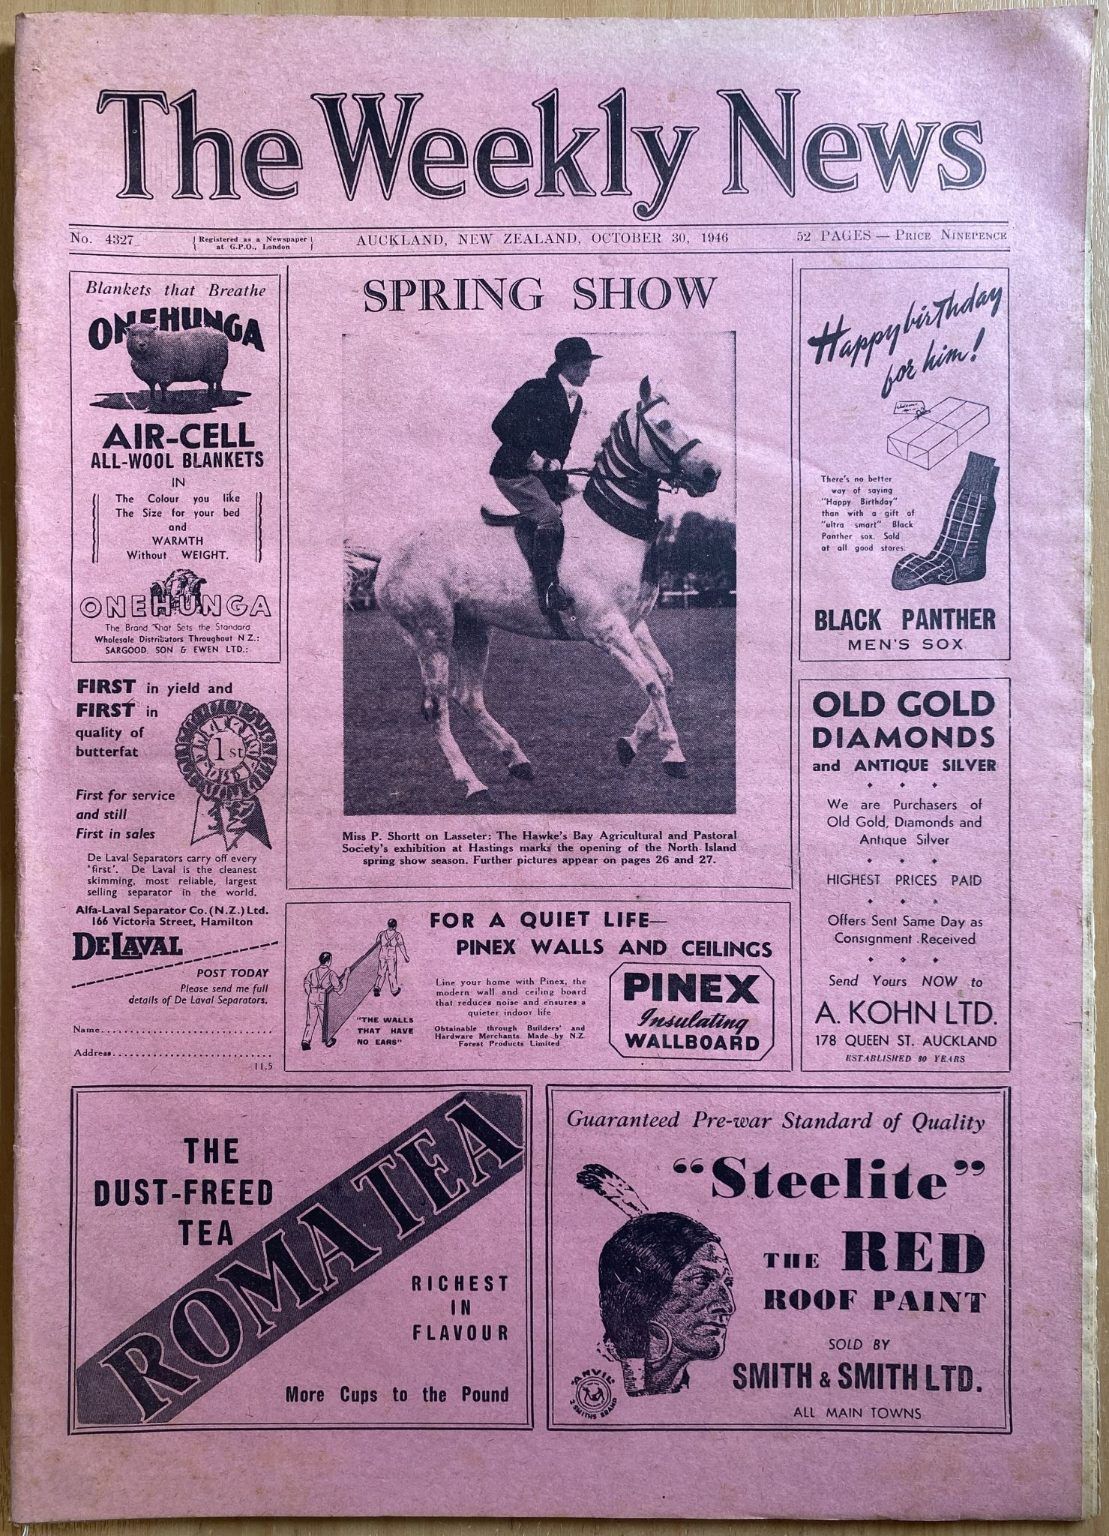 The Weekly News
No. 4327
Registered as a Newspaper
at G.P.O., London
AUCKLAND, NEW ZEALAND, OCTOBER 30, 1946
52 PAGES — PRICE NINEPENCE
Blankets that Breathe
ONEHUNGA
AIR-CELL
ALL-WOOL BLANKETS
IN
The Colour you like
The Size for your bed
and
WARMTH
Without WEIGHT.
ONEHUNGA
The Brand That Sets the Standard
Wholesale Distributors Throughout N.Z.:
SARGOOD SON & EWEN LTD.:
FIRST in yield and
FIRST in
quality of
butterfat
1st
First for service
and still
First in sales
De Laval Separators carry off every
"first". De Laval is the cleanest
skimming, most reliable, largest
selling separator in the world.
Alfa-Laval Separator Co. (N.Z.) Ltd.
166 Victoria Street, Hamilton
DE LAVAL
POST TODAY
Please send me full
details of De Laval Separators.
Name
Address
11.5
SPRING SHOW
Miss P. Shortt on Lasseter: The Hawke's Bay Agricultural and Pastoral
Society's exhibition at Hastings marks the opening of the North Island
spring show season. Further pictures appear on pages 26 and 27.
FOR A QUIET LIFE—
PINEX WALLS AND CEILINGS
"THE WALLS
THAT HAVE
NO EARS"
Line your home with Pinex, the
modern wall and ceiling board
that reduces noise and ensures a
quieter indoor life
Obtainable through Builders' and
Hardware Merchants. Made by N.Z.
Forest Products Limited
PINEX
Insulating
WALLBOARD
Happy birthday
for him!
There's no better
way of saying
"Happy Birthday"
than with a gift of
"ultra smart" Black
Panther sox. Sold
at all good stores.
BLACK PANTHER
MEN'S SOX
OLD GOLD
DIAMONDS
and ANTIQUE SILVER
We are Purchasers of
Old Gold, Diamonds and
Antique Silver
HIGHEST PRICES PAID
Offers Sent Same Day as
Consignment Received
Send Yours NOW to
A. KOHN LTD.
178 QUEEN ST. AUCKLAND
ESTABLISHED 80 YEARS
THE
DUST-FREED
TEA
ROMA TEA
RICHEST
IN
FLAVOUR
More Cups to the Pound
Guaranteed Pre-war Standard of Quality
"Steelite"
THE RED
ROOF PAINT
SOLD BY
SMITH & SMITH LTD.
ALL MAIN TOWNS
"ANVIL"
2 SMITHS BRAND